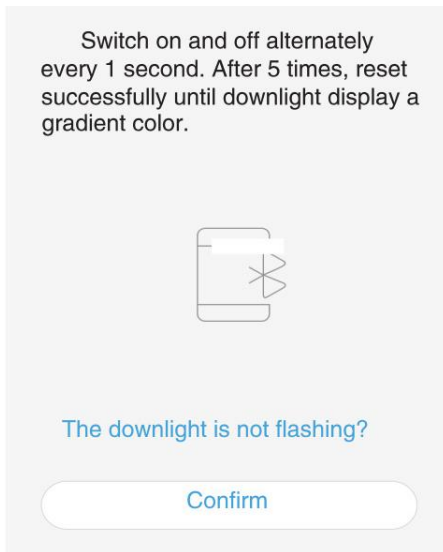 Switch on and off alternately
every 1 second. After 5 times, reset
successfully until downlight display a
gradient color.
The downlight is not flashing?
Confirm